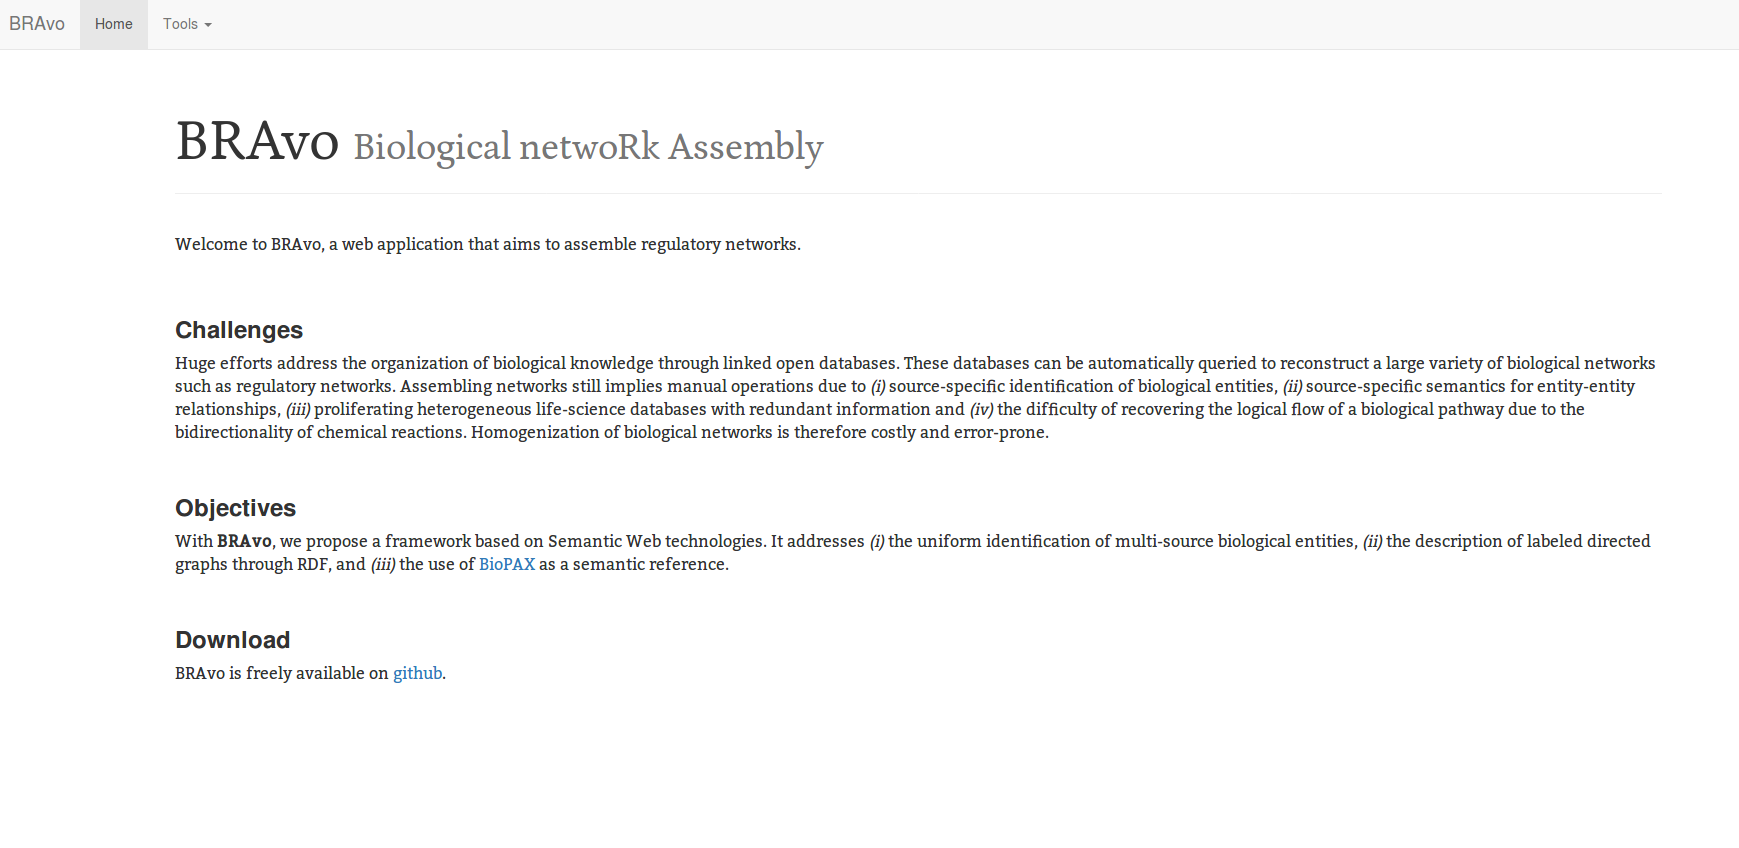 BRAvo Home Tools
BRAvo Biological netwoRk Assembly
Welcome to BRAvo, a web application that aims to assemble regulatory networks.
Challenges
Huge efforts address the organization of biological knowledge through linked open databases. These databases can be automatically queried to reconstruct a large variety of biological networks
such as regulatory networks. Assembling networks still implies manual operations due to (i) source-specific identification of biological entities, (ii) source-specific semantics for entity-entity
relationships, (iii) proliferating heterogeneous life-science databases with redundant information and (iv) the difficulty of recovering the logical flow of a biological pathway due to the
bidirectionality of chemical reactions. Homogenization of biological networks is therefore costly and error-prone.
Objectives
With BRAvo, we propose a framework based on Semantic Web technologies. It addresses (i) the uniform identification of multi-source biological entities, (ii) the description of labeled directed
graphs through RDF, and (iii) the use of BioPAX as a semantic reference.
Download
BRAvo is freely available on github.